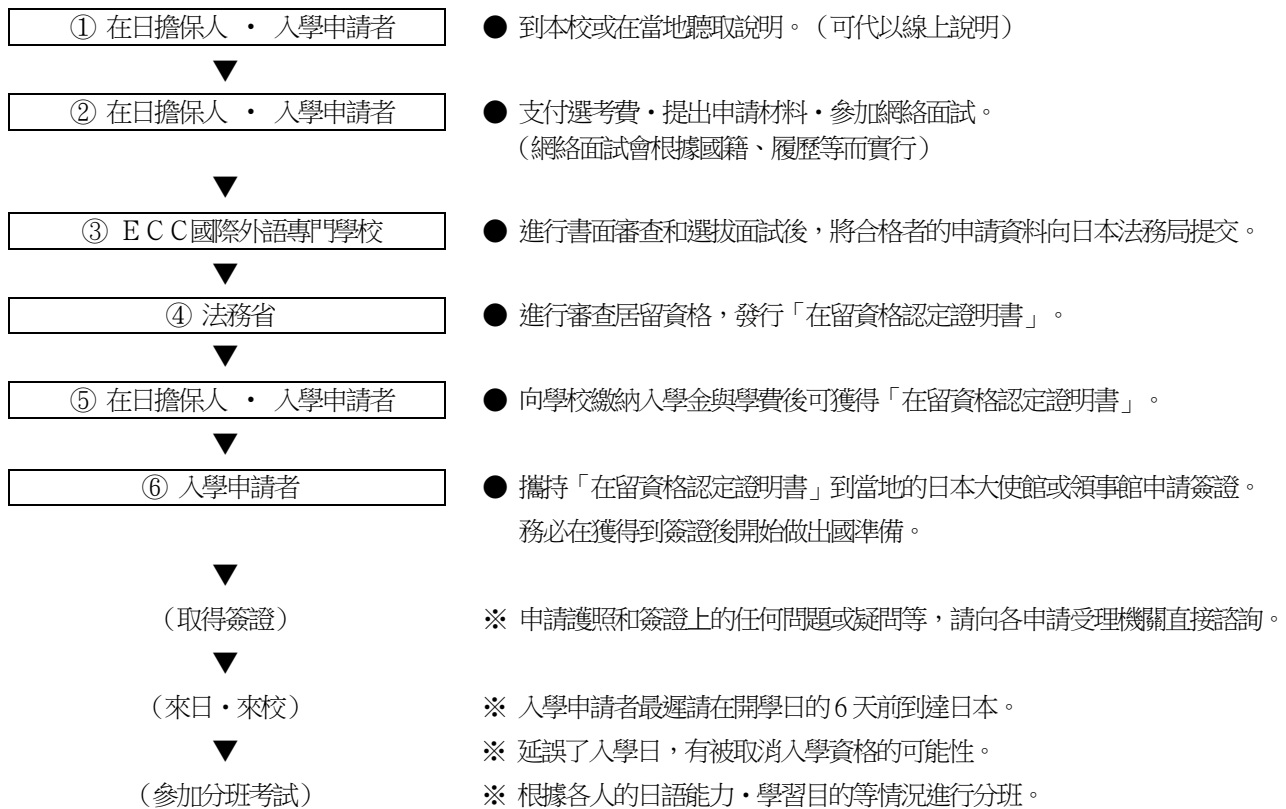 ① 在日擔保人 ・ 入學申請者 ● 到本校或在當地聽取說明。（可代以線上說明）
▼
② 在日擔保人 ・ 入學申請者 ● 支付選考費・提出申請材料・參加網絡面試。
（網絡面試會根據國籍、履歷等而實行）
▼
③ ＥＣＣ國際外語專門學校 ● 進行書面審查和選拔面試後，將合格者的申請資料向日本法務局提交。
▼
④ 法務省 ● 進行審查居留資格，發行「在留資格認定證明書」。
▼
⑤ 在日擔保人 ・ 入學申請者 ● 向學校繳納入學金與學費後可獲得「在留資格認定證明書」。
▼
⑥ 入學申請者 ● 攜持「在留資格認定證明書」到當地的日本大使館或領事館申請簽證。
務必在獲得到簽證後開始做出國準備。
▼
（取得簽證） ※ 申請護照和簽證上的任何問題或疑問等，請向各申請受理機關直接諮詢。
▼
（來日・來校） ※ 入學申請者最遲請在開學日的６天前到達日本。
▼ ※ 延誤了入學日，有被取消入學資格的可能性。
（參加分班考試） ※ 根據各人的日語能力・學習目的等情況進行分班。